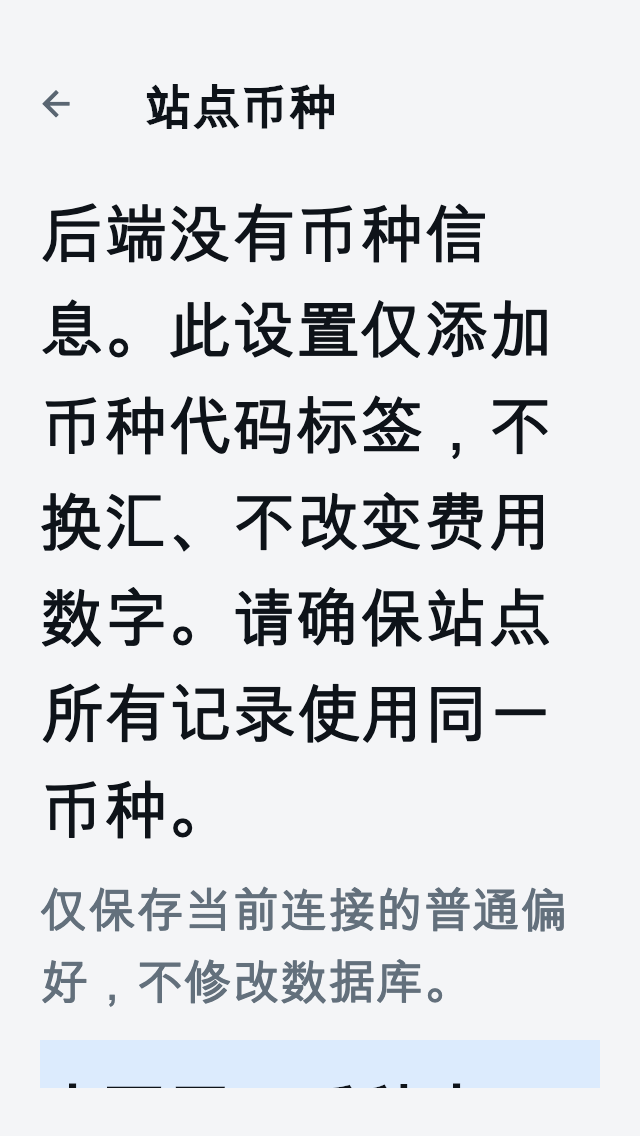 站点币种
后端没有币种信
息。此设置仅添加
币种代码标签，不
换汇、不改变费用
数字。请确保站点
所有记录使用同一
币种。
仅保存当前连接的普通偏
好，不修改数据库。